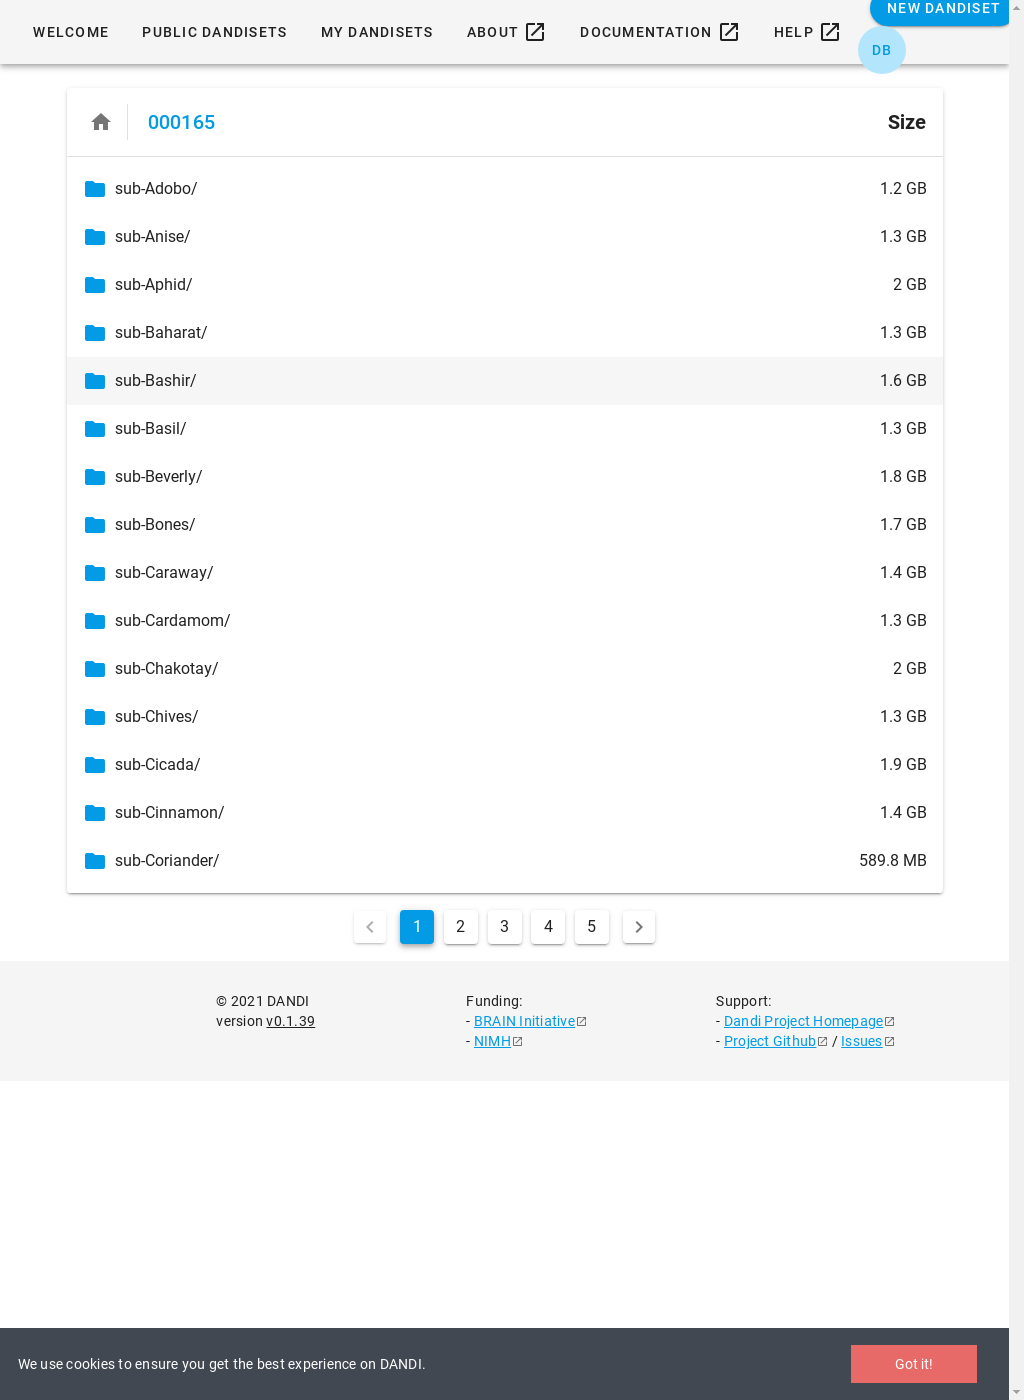 NEW DANDISET
WELCOME PUBLIC DANDISETS MY DANDISETS ABOUT DOCUMENTATION HELP
DB
000165 Size
sub-Adobo/ 1.2 GB
sub-Anise/ 1.3 GB
sub-Aphid/ 2 GB
sub-Baharat/ 1.3 GB
sub-Bashir/ 1.6 GB
sub-Basil/ 1.3 GB
sub-Beverly/ 1.8 GB
sub-Bones/ 1.7 GB
sub-Caraway/ 1.4 GB
sub-Cardamom/ 1.3 GB
sub-Chakotay/ 2 GB
sub-Chives/ 1.3 GB
sub-Cicada/ 1.9 GB
sub-Cinnamon/ 1.4 GB
sub-Coriander/ 589.8 MB
1 2 3 4 5
© 2021 DANDI
version v0.1.39
Funding:
- BRAIN Initiative
- NIMH
Support:
- Dandi Project Homepage
- Project Github / Issues
We use cookies to ensure you get the best experience on DANDI.
Got it!